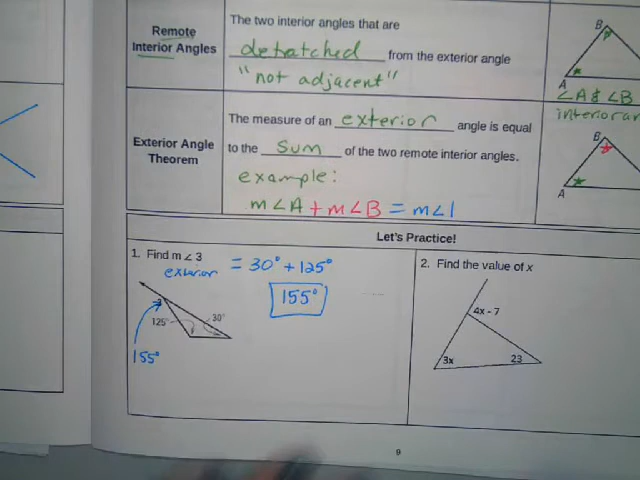 Remote
Interior Angles
The two interior angles that are
detatched from the exterior angle
"not adjacent"
B
A
∠A & ∠B
Exterior Angle
Theorem
The measure of an exterior angle is equal
to the sum of the two remote interior angles.
example:
m∠A + m∠B = m∠1
B
A
Let's Practice!
1. Find m∠3
exterior
= 30° + 125°
155°
3
125°
30°
155°
2. Find the value of x
4x - 7
3x
23
9